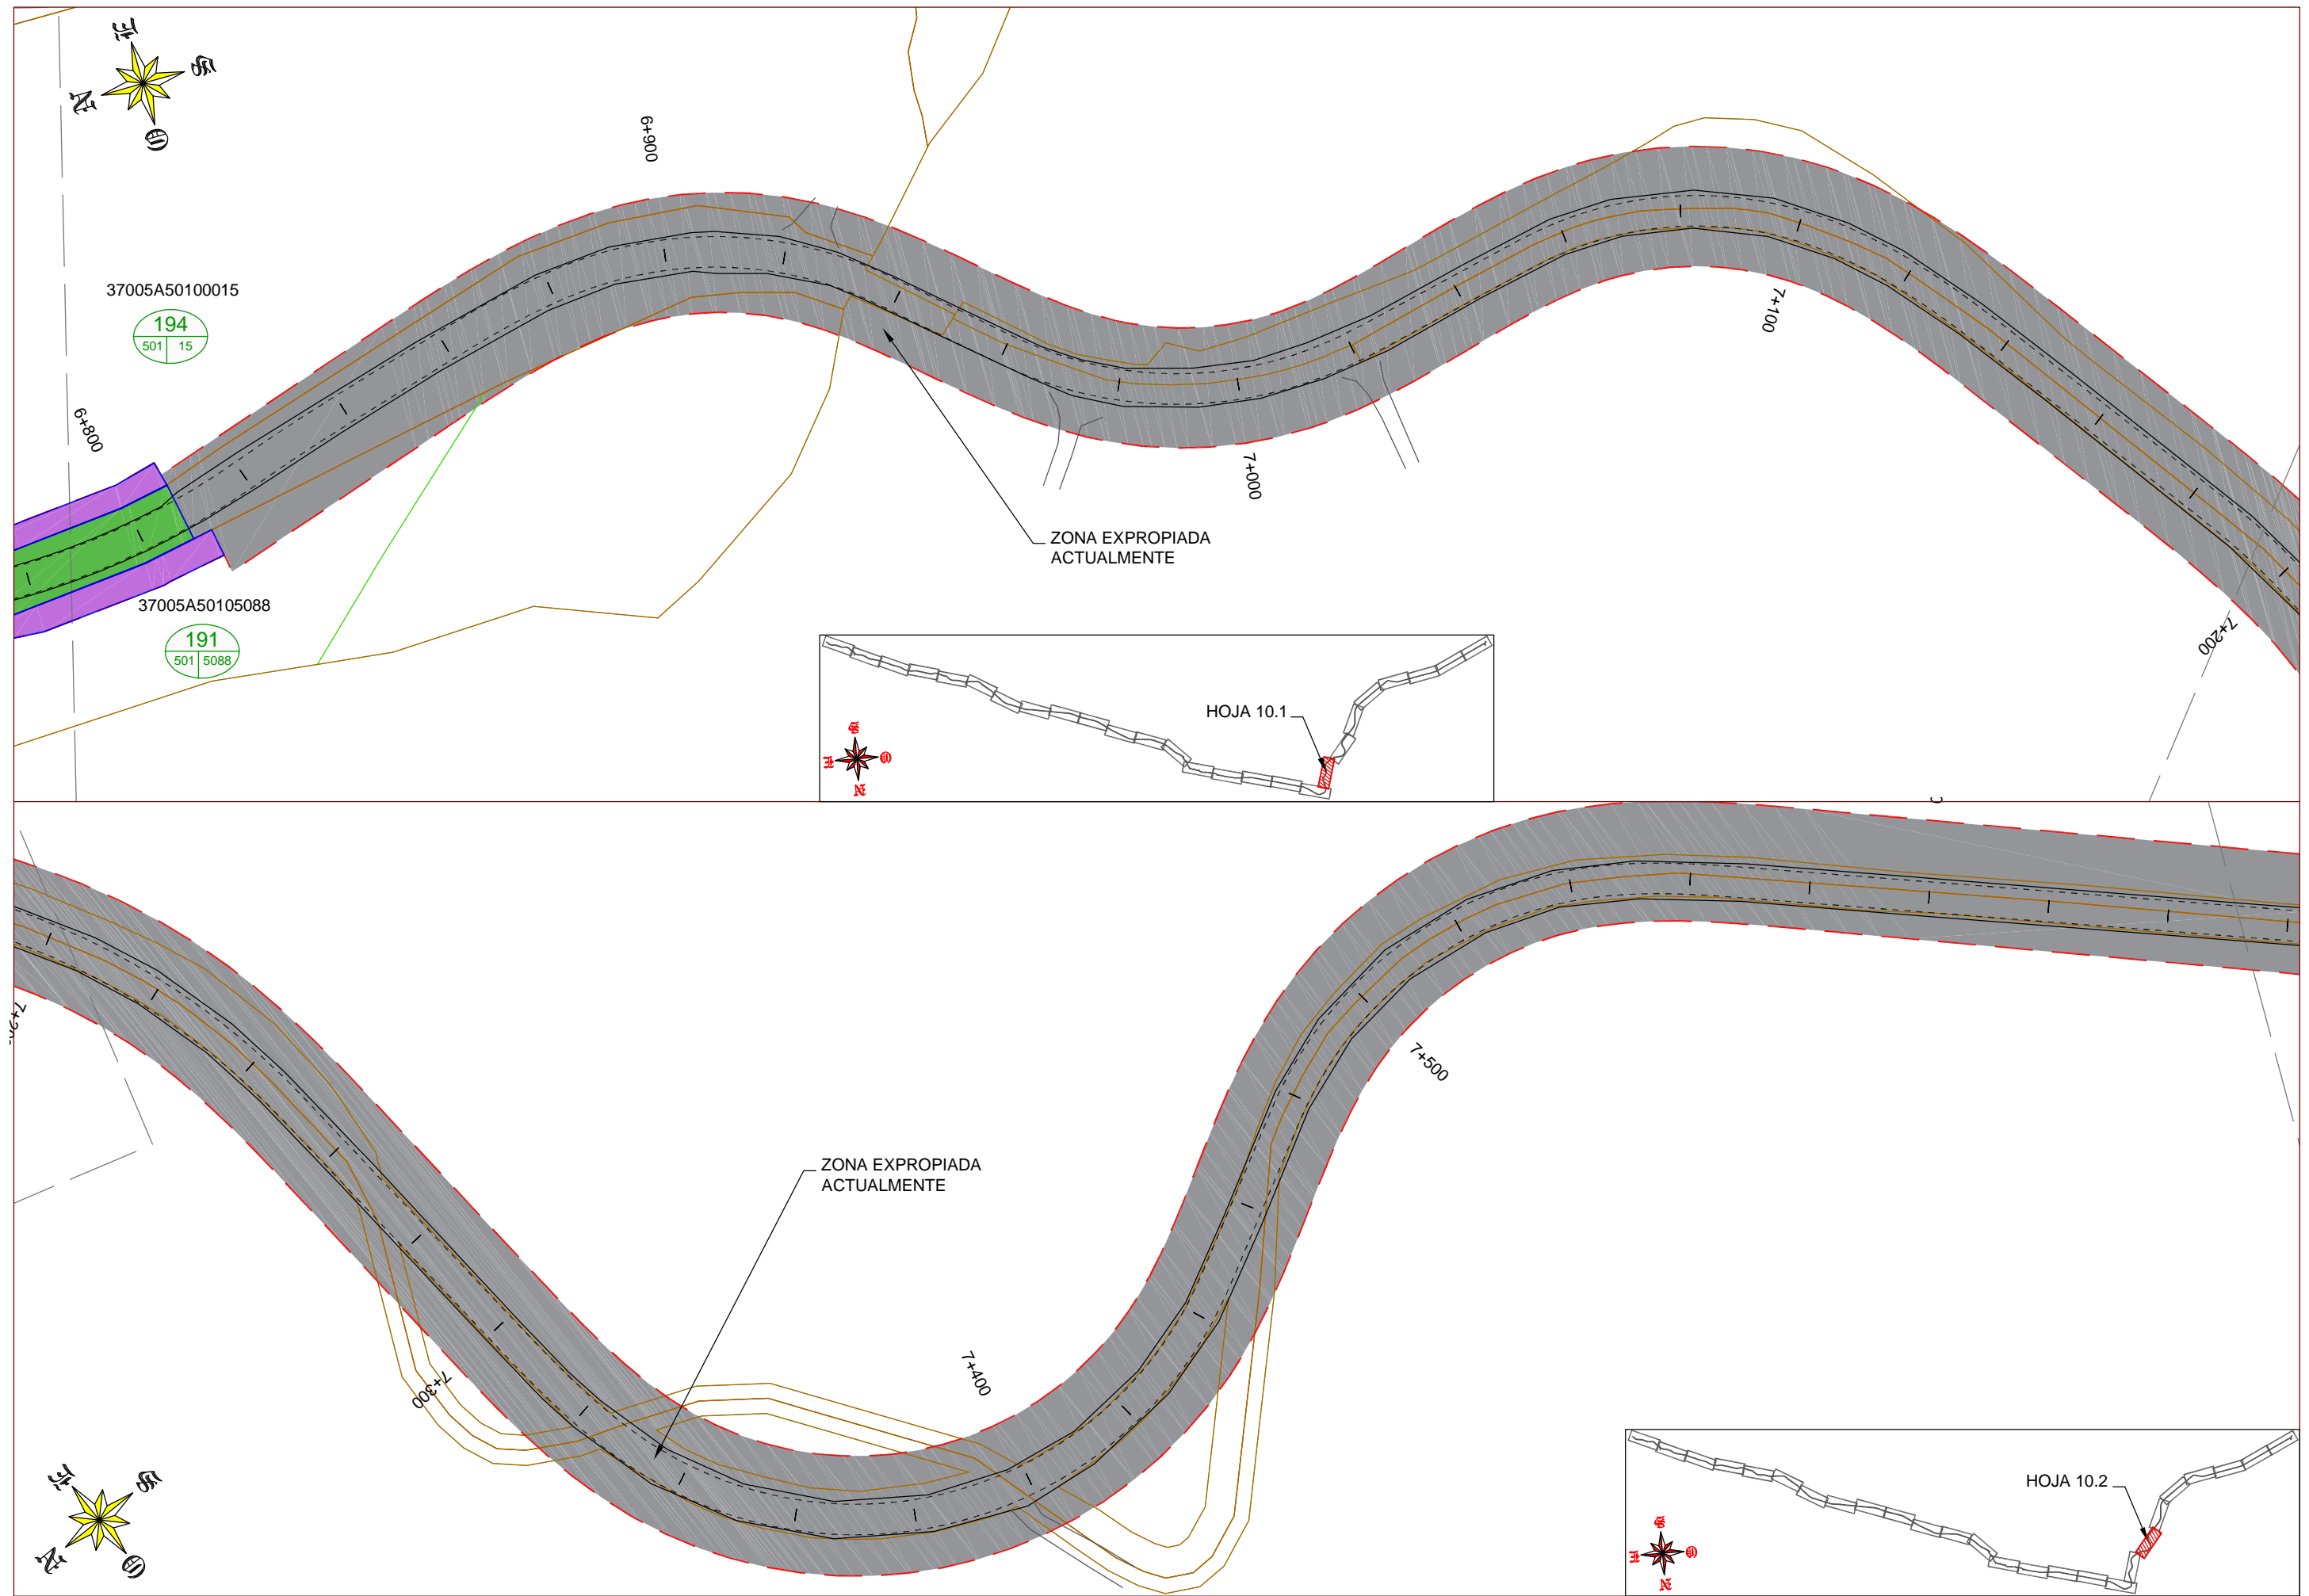 E
S
N
O
6+900
37005A50100015
194
501 15
6+800
7+100
7+000
ZONA EXPROPIADA
ACTUALMENTE
37005A50105088
191
501 5088
7+200
HOJA 10.1
S
E
O
N
7+500
ZONA EXPROPIADA
ACTUALMENTE
7+400
7+300
E
S
N
O
HOJA 10.2
S
E
O
N